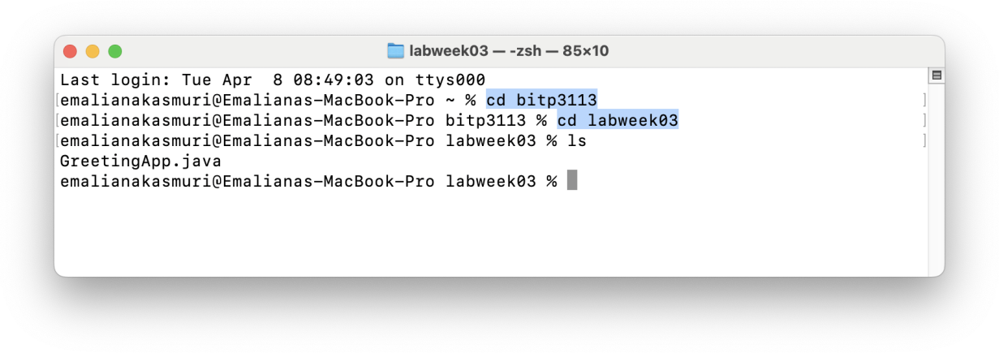 labweek03 — -zsh — 85×10
Last login: Tue Apr  8 08:49:03 on ttys000
[emalianakasmuri@Emalianas-MacBook-Pro ~ % cd bitp3113 ]
[emalianakasmuri@Emalianas-MacBook-Pro bitp3113 % cd labweek03 ]
[emalianakasmuri@Emalianas-MacBook-Pro labweek03 % ls ]
GreetingApp.java
emalianakasmuri@Emalianas-MacBook-Pro labweek03 %